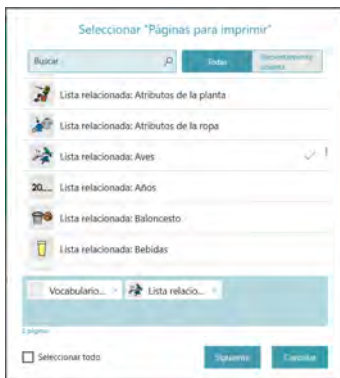 Seleccionar "Páginas para imprimir"
Buscar
Todas
Lista relacionada: Atributos de la planta
Lista relacionada: Atributos de la ropa
Lista relacionada: Aves
20...
Lista relacionada: Años
Lista relacionada: Baloncesto
Lista relacionada: Bebidas
Vocabulario...
Lista relacio...
2 páginas
Seleccionar todo
Siguiente
Cancelar